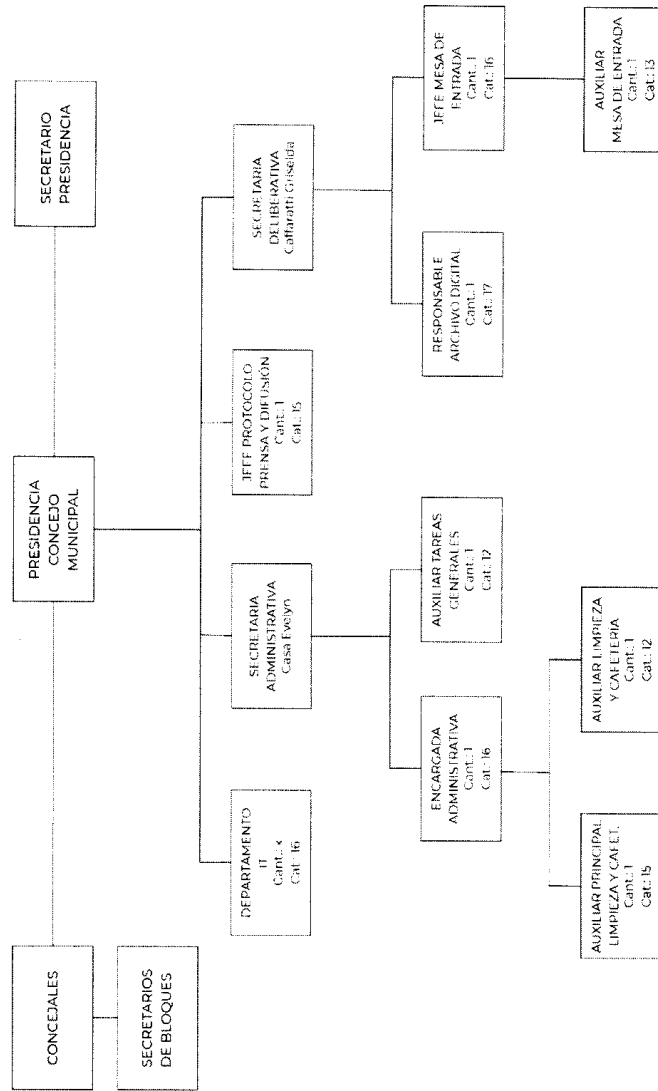 CONCEJALES
SECRETARIOS
DE BLOQUES
PRESIDENCIA
CONCEJO
MUNICIPAL
SECRETARIO
PRESIDENCIA
DEPARTAMENTO
IT
Cant.: x
Cat.: 16
SECRETARIA
ADMINISTRATIVA
Casa Evelyn
JEFE PROTOCOLO
PRENSA Y DIFUSIÓN
Cant.: 1
Cat.: 15
SECRETARIA
DELIBERATIVA
Caffaratti Griselda
ENCARGADA
ADMINISTRATIVA
Cant.: 1
Cat.: 16
AUXILIAR TAREAS
GENERALES
Cant.: 1
Cat.: 12
RESPONSABLE
ARCHIVO DIGITAL
Cant.: 1
Cat.: 17
JEFE MESA DE
ENTRADA
Cant.: 1
Cat.: 16
AUXILIAR PRINCIPAL
LIMPIEZA Y CAFET.
Cant.: 1
Cat.: 15
AUXILIAR LIMPIEZA
Y CAFETERIA
Cant.: 1
Cat.: 12
AUXILIAR
MESA DE ENTRADA
Cant.: 1
Cat.: 13